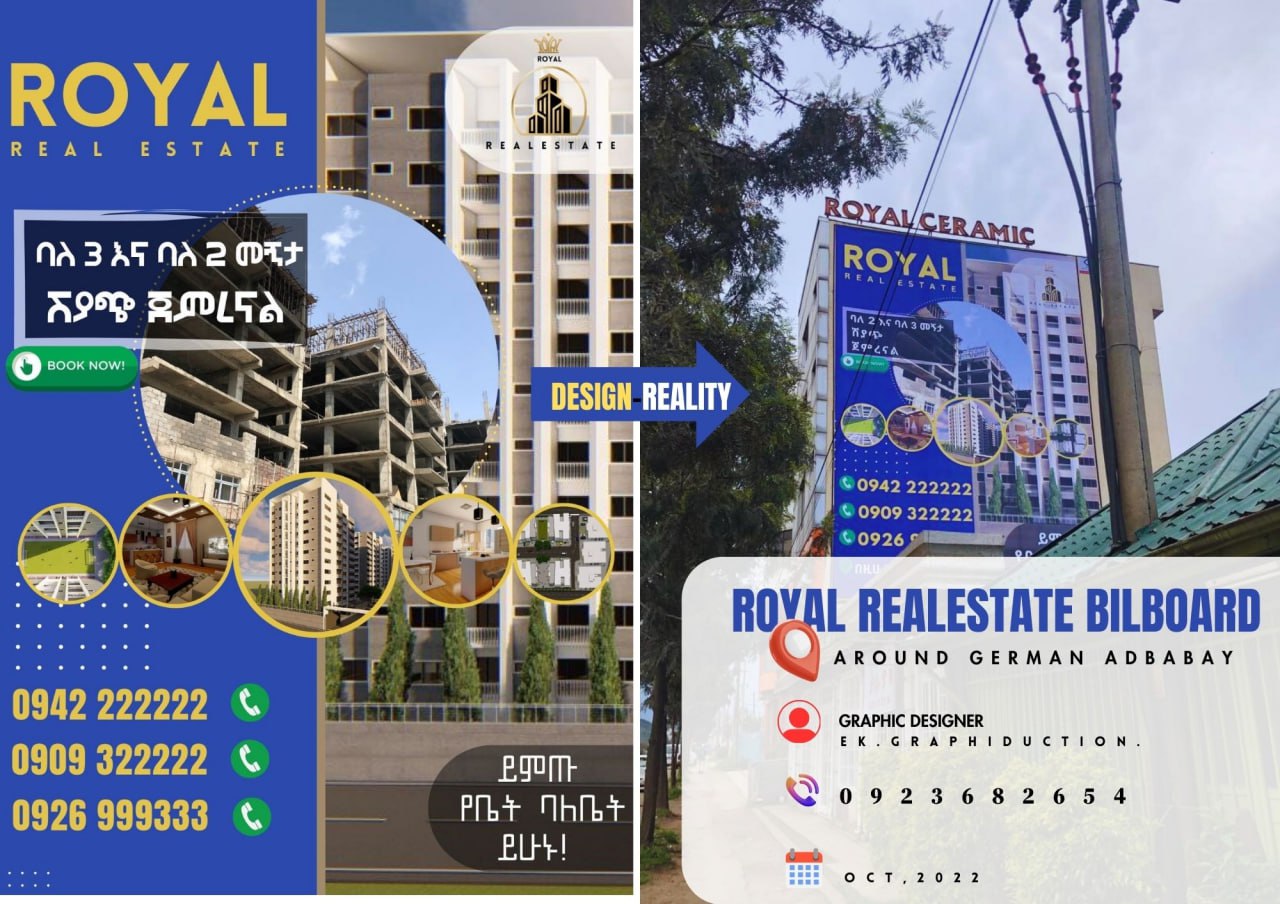 ROYAL
REAL ESTATE
ROYAL
REALESTATE
ባለ 3 እና ባለ 2 መኝታ
ሽያጭ ጀምረናል
BOOK NOW!
0942 222222
0909 322222
0926 999333
ይምጡ
የቤት ባለቤት
ይሁኑ!
DESIGN-REALITY
ROYAL CERAMIC
ROYAL
REAL ESTATE
ባለ 2 እና ባለ 3 መኝታ
ሽያጭ
ጀምረናል
0942 222222
0909 322222
0926
ROYAL REALESTATE BILBOARD
AROUND GERMAN ADBABAY
GRAPHIC DESIGNER
EK.GRAPHIDUCTION.
0923682654
OCT,2022